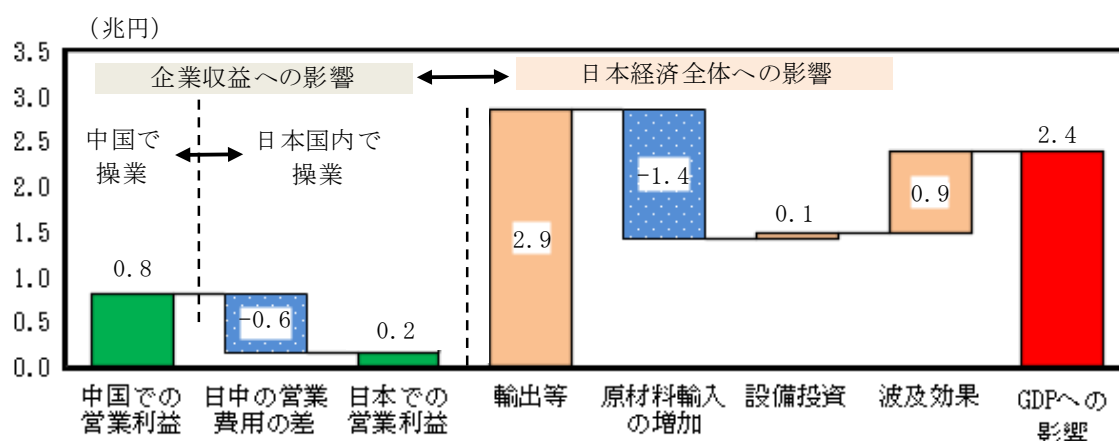 （兆円）
3.5
3.0
2.5
2.0
1.5
1.0
0.5
0.0
企業収益への影響
日本経済全体への影響
中国で
操業
日本国内で
操業
0.8
-0.6
0.2
2.9
-1.4
0.1
0.9
2.4
中国での
営業利益
日中の営業
費用の差
日本での
営業利益
輸出等
原材料輸入
の増加
設備投資
波及効果
GDPへの
影響